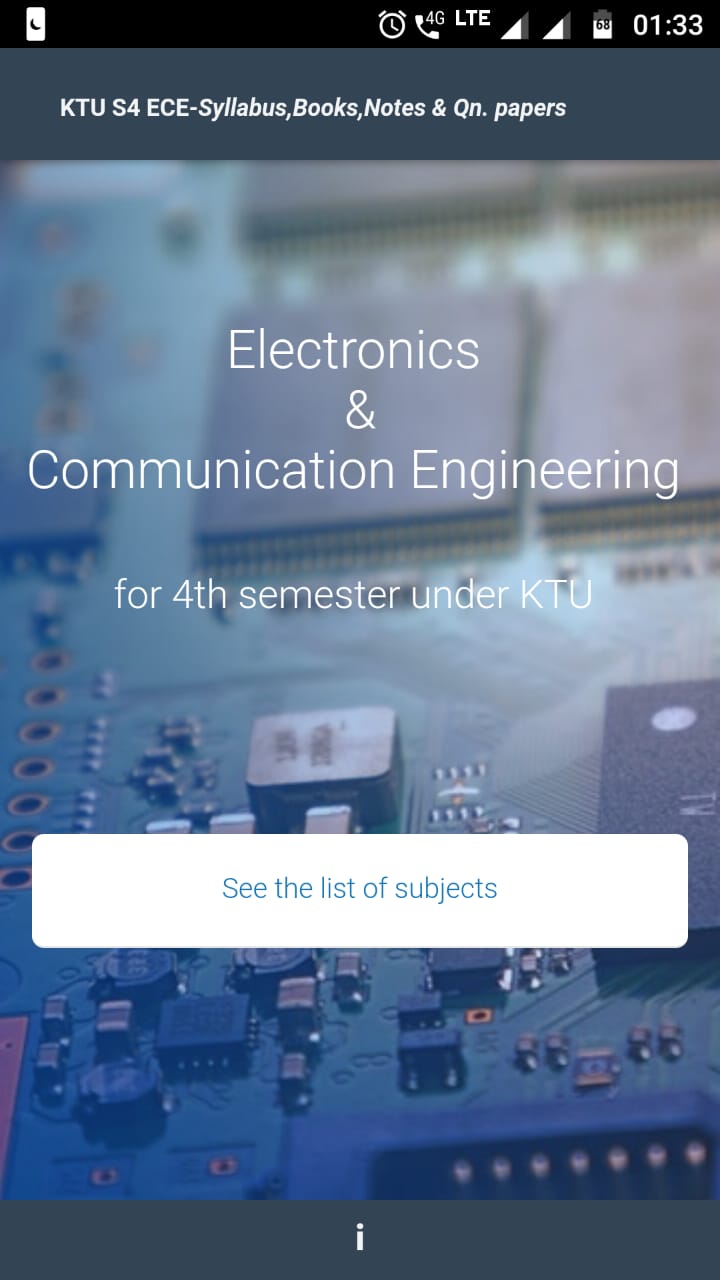 4G LTE 68 01:33
KTU S4 ECE-Syllabus,Books,Notes & Qn. papers
Electronics
&
Communication Engineering
for 4th semester under KTU
See the list of subjects
i